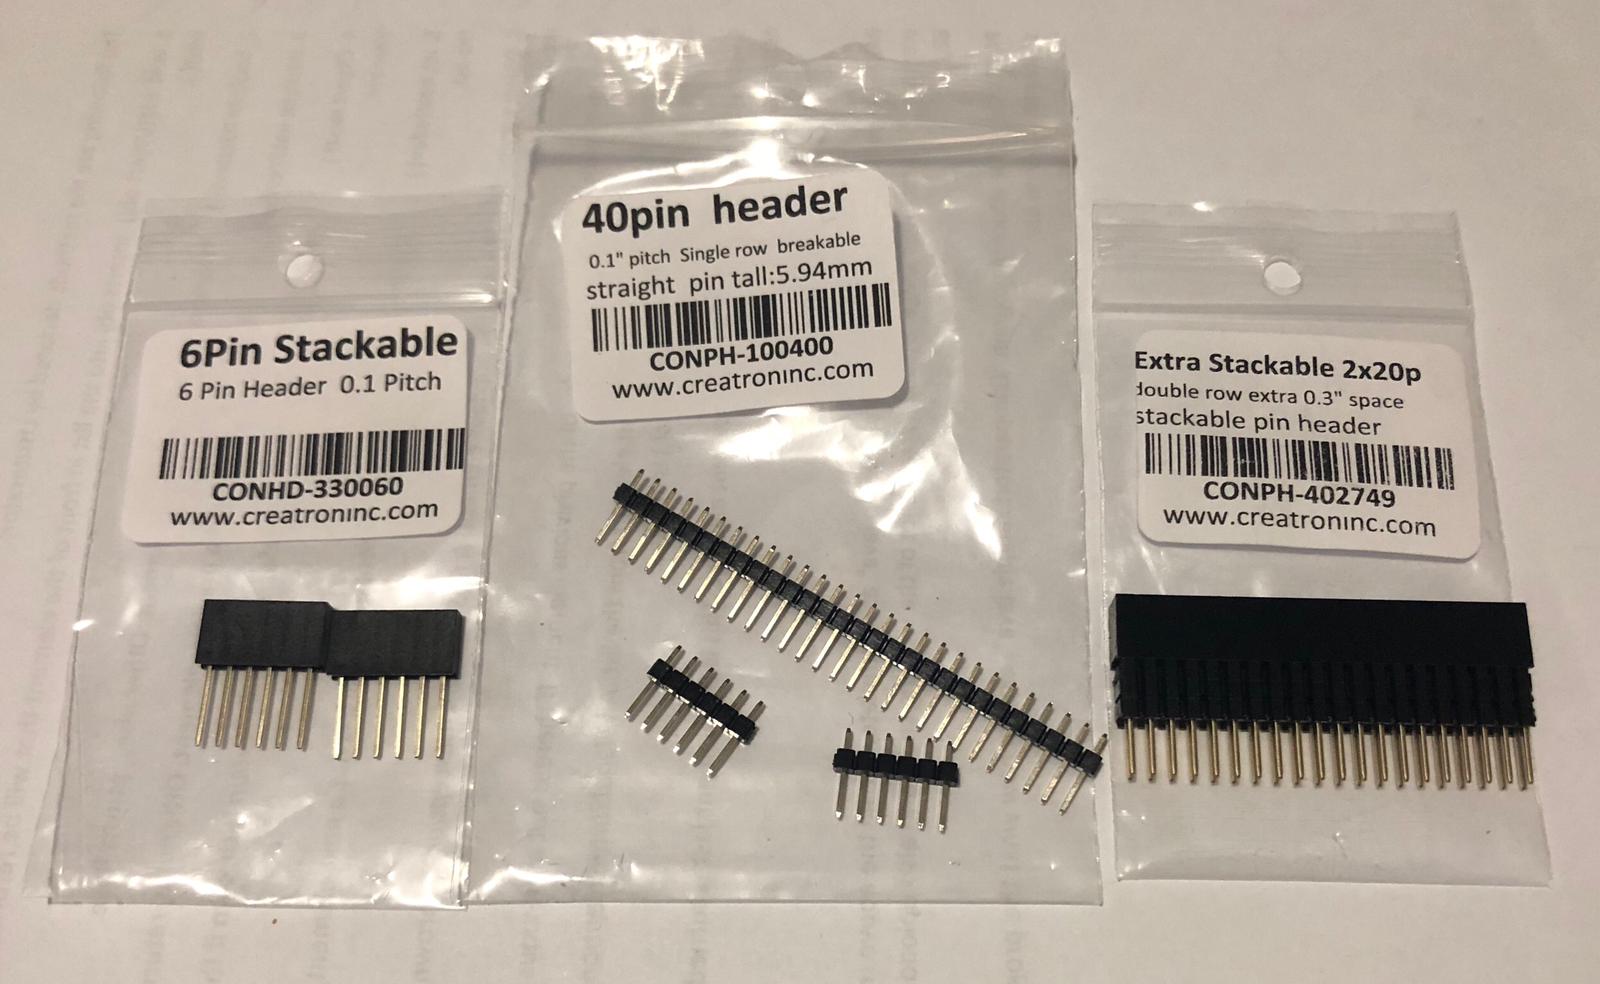 6Pin Stackable
6 Pin Header 0.1 Pitch
CONHD-330060
www.creatroninc.com
40pin header
0.1" pitch Single row breakable
straight pin tall:5.94mm
CONPH-100400
www.creatroninc.com
Extra Stackable 2x20p
double row extra 0.3" space
stackable pin header
CONPH-402749
www.creatroninc.com